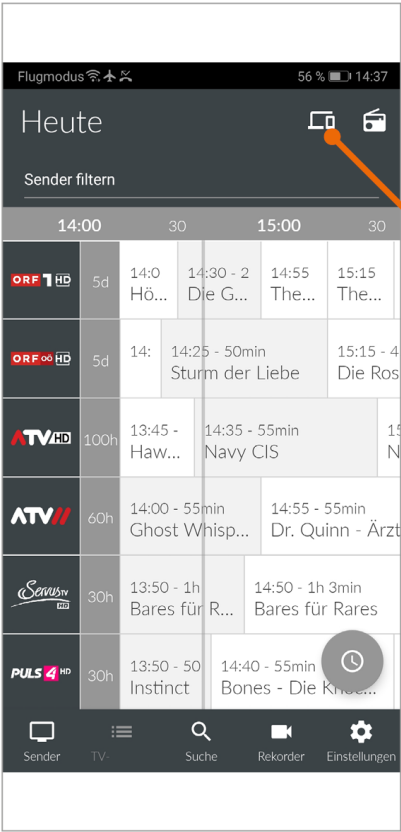 Flugmodus 56 % 14:37
Heute
Sender filtern
14:00 30 15:00 30
ORF 1 HD 5d 14:0 14:30 - 2 14:55 15:15
Hö... Die G... The... The...
ORF oö HD 5d 14: 14:25 - 50min 15:15 - 4
Sturm der Liebe Die Ros
ATV HD 100h 13:45 - 14:35 - 55min 15
Haw... Navy CIS N
ATV II 60h 14:00 - 55min 14:55 - 55min
Ghost Whisp... Dr. Quinn - Ärzt
ServusTV HD 30h 13:50 - 1h 14:50 - 1h 3min
Bares für R... Bares für Rares
PULS 4 HD 30h 13:50 - 50 14:40 - 55min
Instinct Bones - Die Knoc...
Sender TV- Suche Rekorder Einstellungen